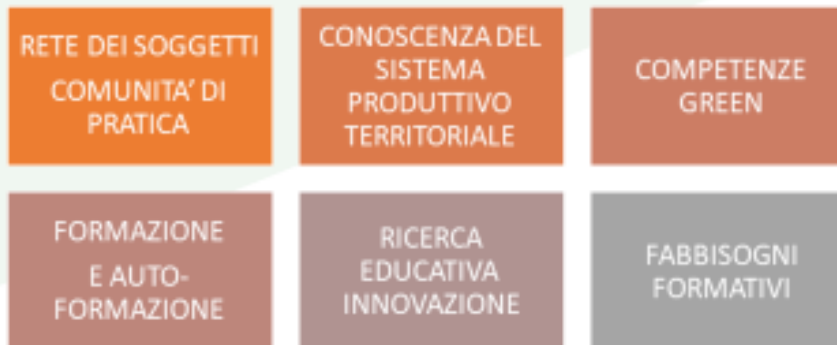 RETE DEI SOGGETTI
COMUNITA’ DI
PRATICA
CONOSCENZA DEL
SISTEMA
PRODUTTIVO
TERRITORIALE
COMPETENZE
GREEN
FORMAZIONE
E AUTO-
FORMAZIONE
RICERCA
EDUCATIVA
INNOVAZIONE
FABBISOGNI
FORMATIVI